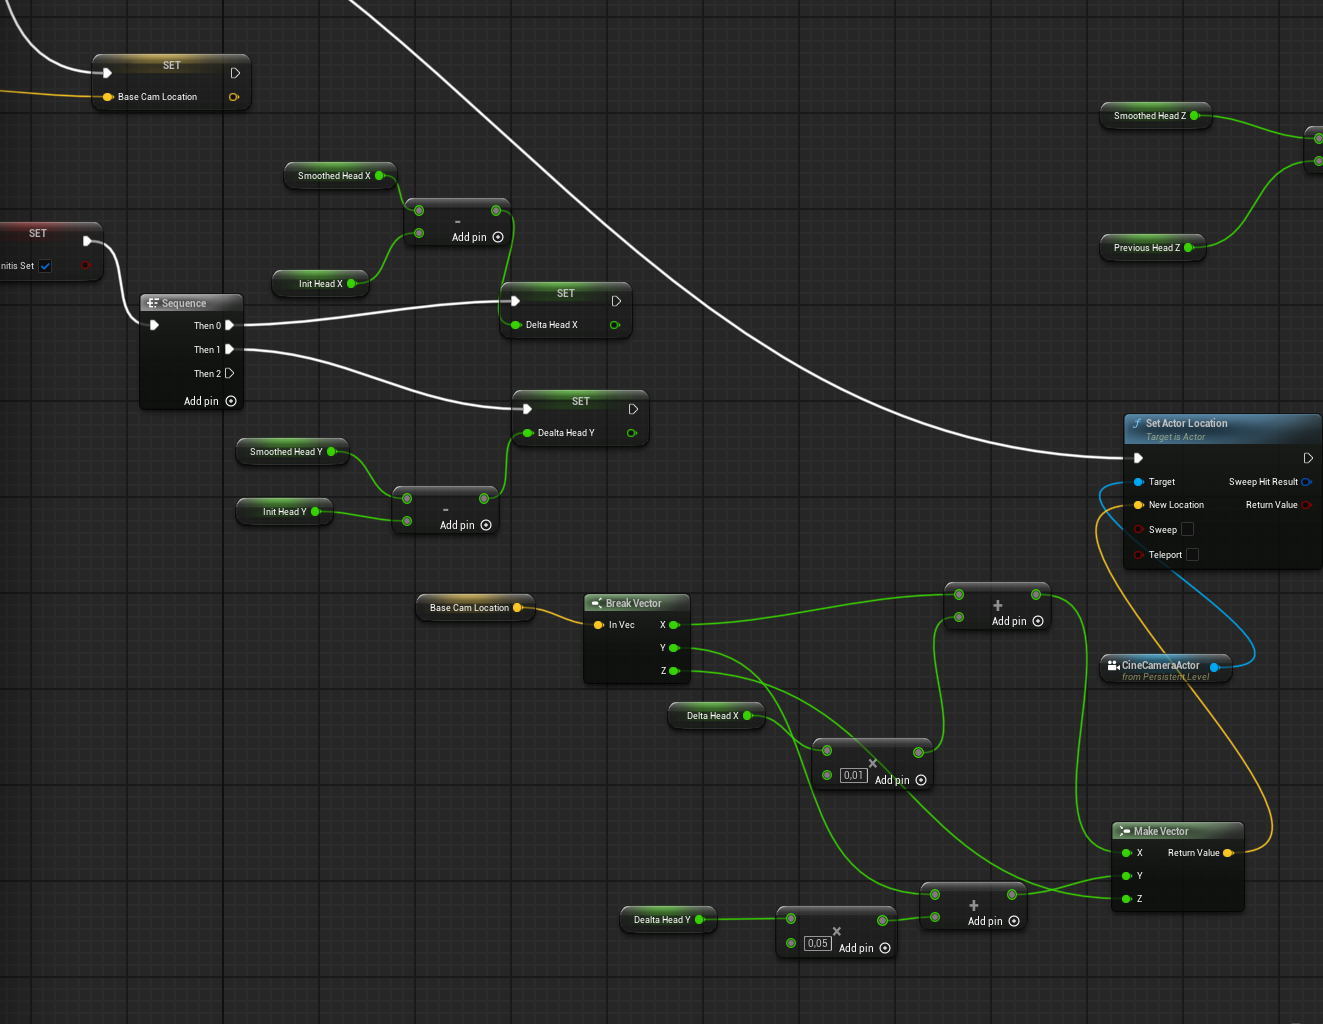 SET
Base Cam Location
Smoothed Head X
-
Add pin
Init Head X
SET
nitis Set
Sequence
Then 0
Then 1
Then 2
Add pin
SET
Delta Head X
SET
Dealta Head Y
Smoothed Head Y
Init Head Y
-
Add pin
Smoothed Head Z
Previous Head Z
f Set Actor Location
Target is Actor
Target Sweep Hit Result
New Location Return Value
Sweep
Teleport
Base Cam Location
Break Vector
In Vec X
Y
Z
+
Add pin
CineCameraActor
from Persistent Level
Delta Head X
×
0,01 Add pin
Make Vector
X Return Value
Y
Z
Dealta Head Y
×
0,05 Add pin
+
Add pin